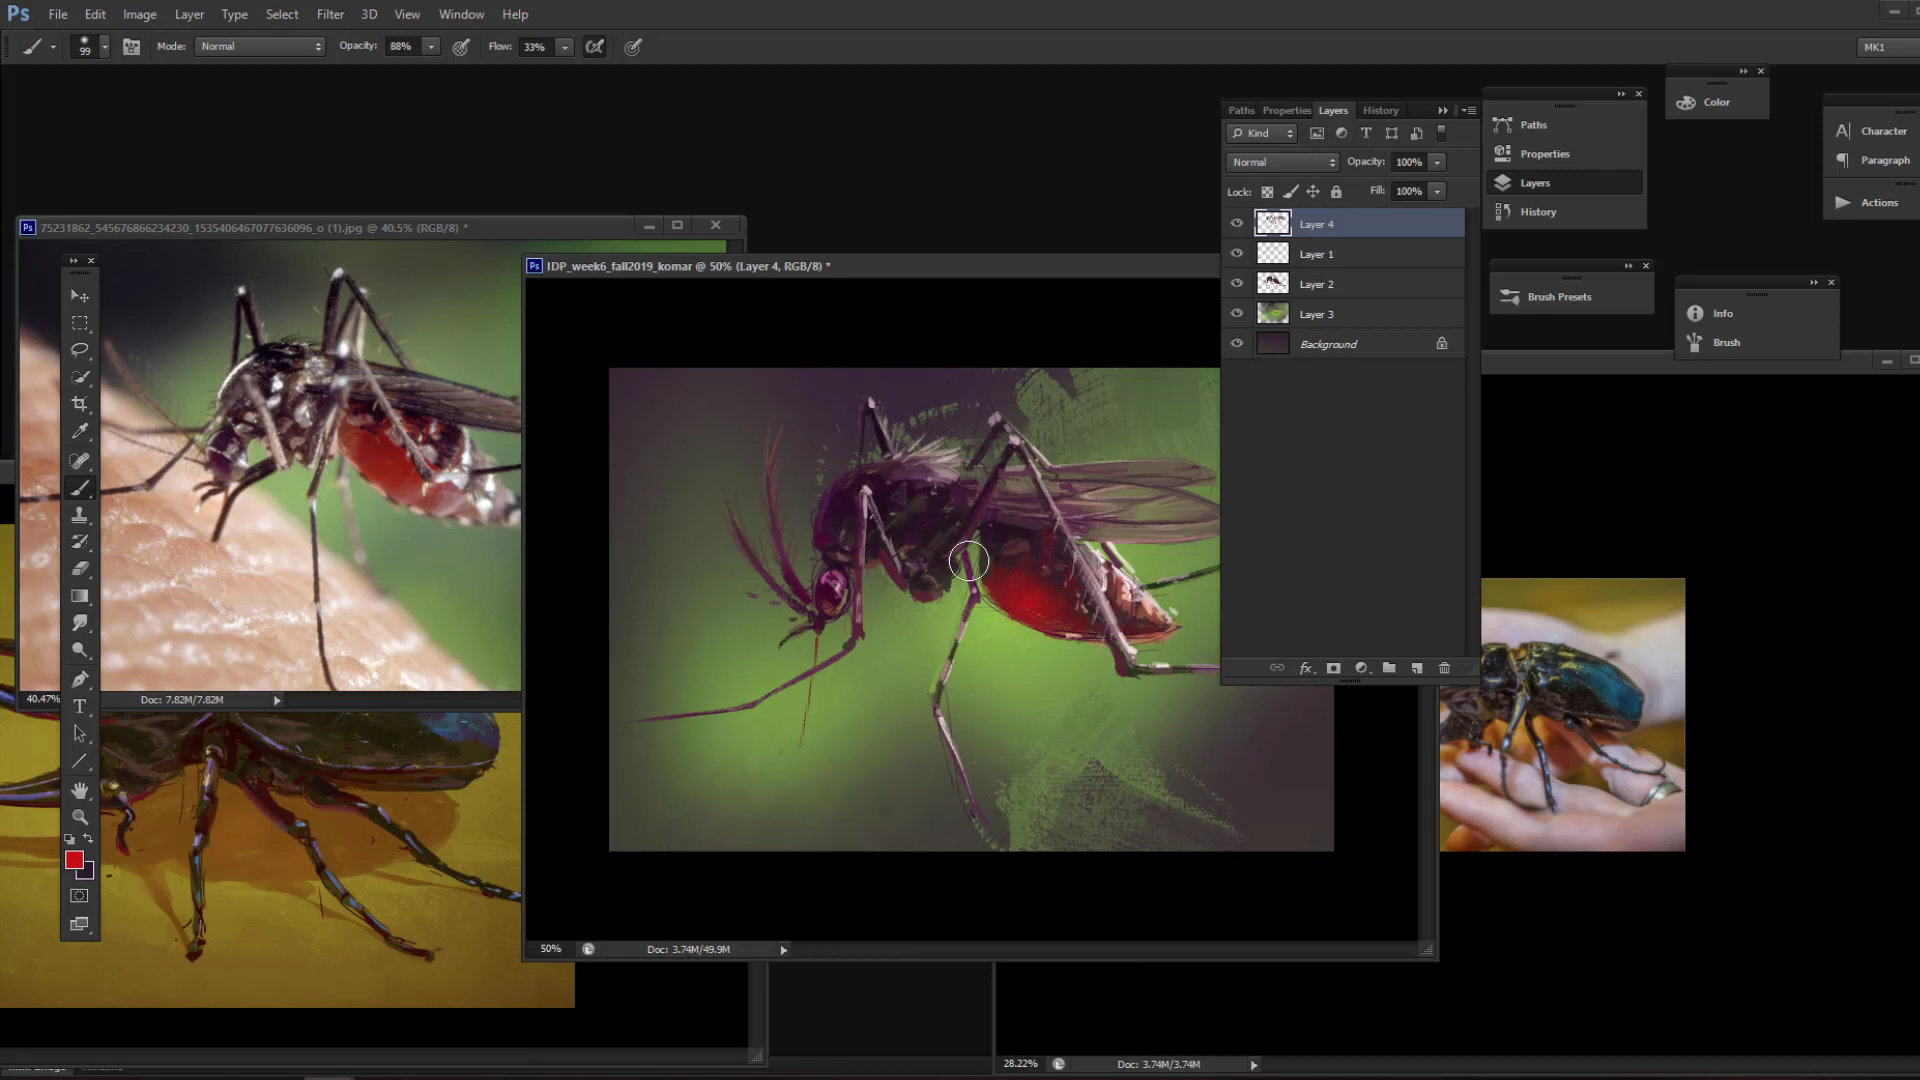 Ps File Edit Image Layer Type Select Filter 3D View Window Help
99 Mode: Normal Opacity: 88% Flow: 33% MK1
Color
Paths Properties Layers History
Kind
Normal Opacity: 100%
Lock: Fill: 100%
Layer 4
Layer 1
Layer 2
Layer 3
Background
fx
Paths
Properties
Layers
History
Character
Paragraph
Actions
Brush Presets
Info
Brush
Ps 75231862_545676866234230_1535406467077636096_o (1).jpg @ 40.5% (RGB/8) *
Ps IDP_week6_fall2019_komar @ 50% (Layer 4, RGB/8) *
40.47% Doc: 7.82M/7.82M
50% Doc: 3.74M/49.9M
28.22% Doc: 3.74M/3.74M